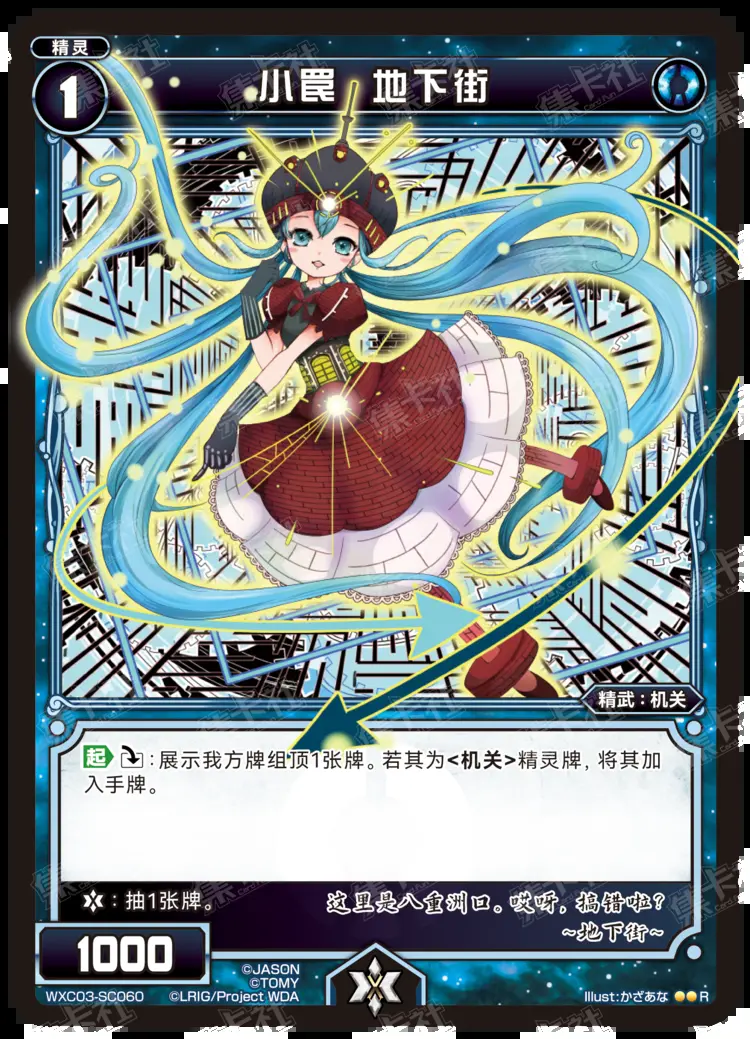 精灵
1
小罠 地下街
精武：机关
起 ：展示我方牌组顶1张牌。若其为<机关>精灵牌，将其加
入手牌。
：抽1张牌。
这里是八重洲口。哎呀，搞错啦？
~地下街~
1000
©JASON
©TOMY
WXC03-SC060 ©LRIG/Project WDA
Illust:かざあな R
集卡社